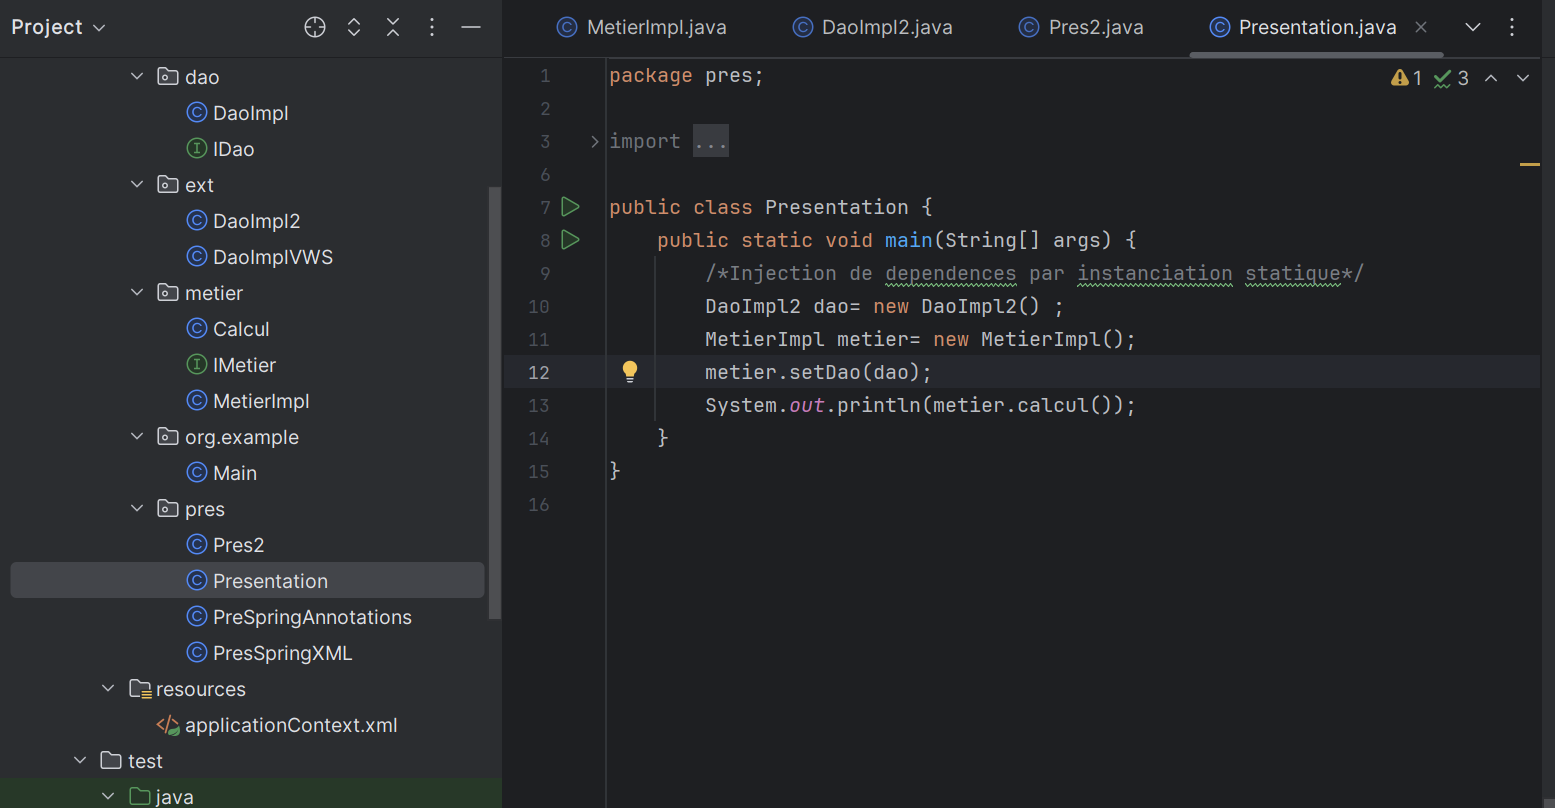 Project
dao
DaoImpl
IDao
ext
DaoImpl2
DaoImplVWS
metier
Calcul
IMetier
MetierImpl
org.example
Main
pres
Pres2
Presentation
PreSpringAnnotations
PresSpringXML
resources
applicationContext.xml
test
java
MetierImpl.java DaoImpl2.java Pres2.java Presentation.java
1 package pres; 1 3
2
3 import ...
6
7 public class Presentation {
8 public static void main(String[] args) {
9 /*Injection de dependences par instanciation statique*/
10 DaoImpl2 dao= new DaoImpl2() ;
11 MetierImpl metier= new MetierImpl();
12 metier.setDao(dao);
13 System.out.println(metier.calcul());
14 }
15 }
16